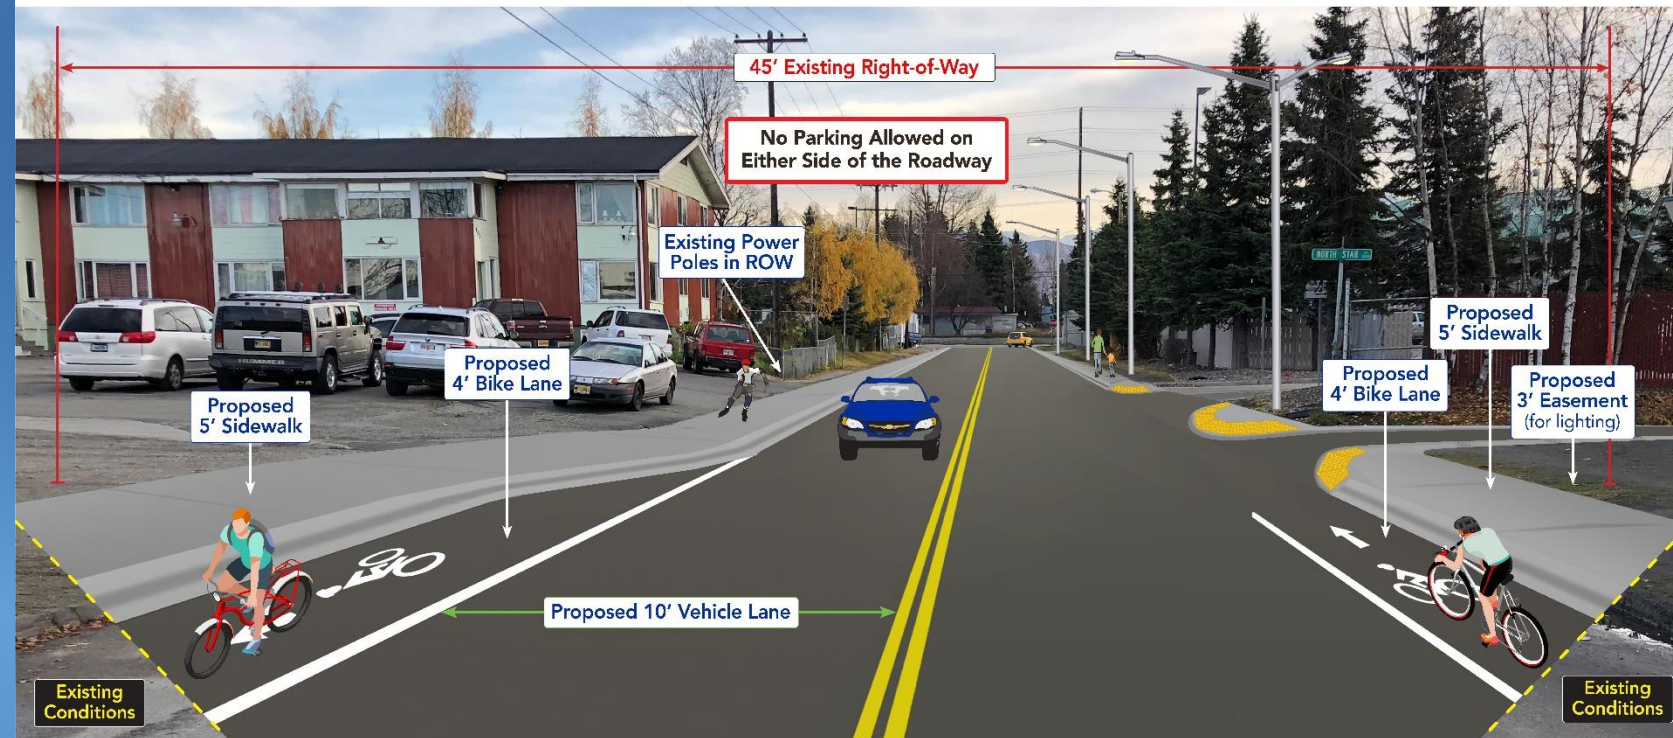 45' Existing Right-of-Way
No Parking Allowed on
Either Side of the Roadway
Existing Power
Poles in ROW
NORTH STAR
Proposed
5' Sidewalk
Proposed
4' Bike Lane
Proposed
4' Bike Lane
Proposed
3' Easement
(for lighting)
Proposed
5' Sidewalk
Proposed 10' Vehicle Lane
Existing
Conditions
Existing
Conditions